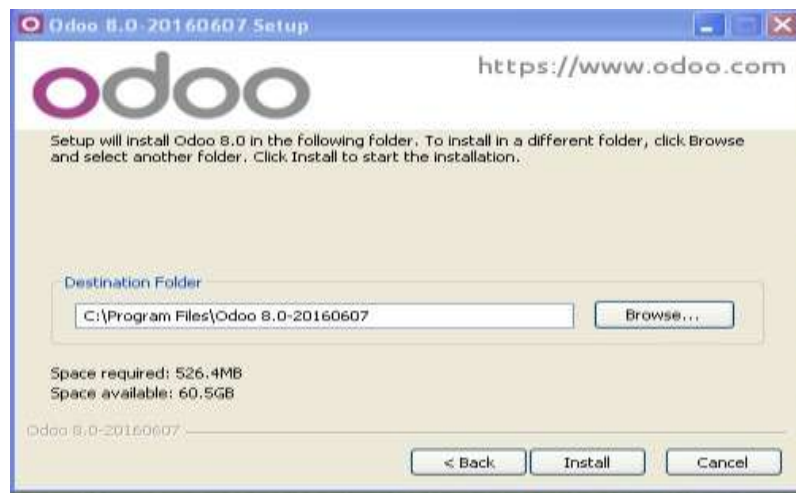 Odoo 8.0-20160607 Setup
odoo
https://www.odoo.com
Setup will install Odoo 8.0 in the following folder. To install in a different folder, click Browse
and select another folder. Click Install to start the installation.
Destination Folder
C:\Program Files\Odoo 8.0-20160607
Browse...
Space required: 526.4MB
Space available: 60.5GB
Odoo 8.0-20160607
< Back
Install
Cancel